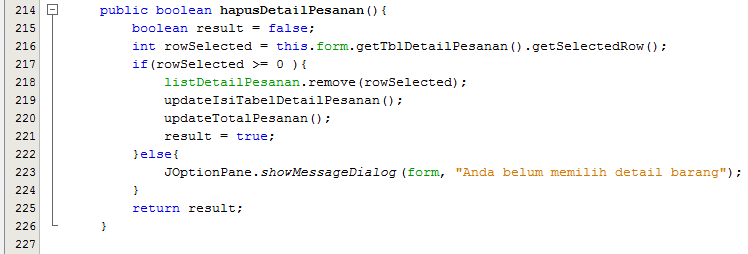 214 public boolean hapusDetailPesanan(){
215 boolean result = false;
216 int rowSelected = this.form.getTblDetailPesanan().getSelectedRow();
217 if(rowSelected >= 0 ){
218 listDetailPesanan.remove(rowSelected);
219 updateIsiTabelDetailPesanan();
220 updateTotalPesanan();
221 result = true;
222 }else{
223 JOptionPane.showMessageDialog(form, "Anda belum memilih detail barang");
224 }
225 return result;
226 }
227